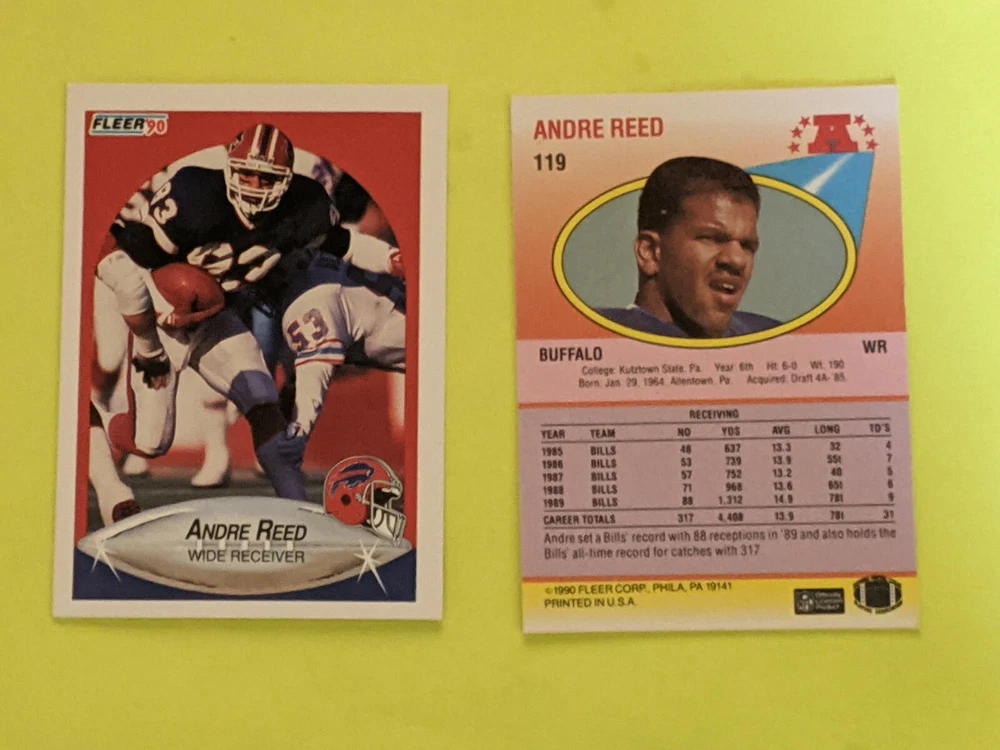 FLEER '90
83
83
53
ANDRE REED
WIDE RECEIVER
ANDRE REED
119
A
BUFFALO WR
College: Kutztown State, Pa. Year: 6th Ht: 6-0 Wt: 190
Born: Jan. 29, 1964, Allentown, Pa. Acquired: Draft 4A-'85
RECEIVING
YEAR TEAM NO YDS AVG LONG TD'S
1985 BILLS 48 637 13.3 32 4
1986 BILLS 53 739 13.9 55t 7
1987 BILLS 57 752 13.2 40 5
1988 BILLS 71 968 13.6 65t 6
1989 BILLS 88 1,312 14.9 78t 9
CAREER TOTALS 317 4,408 13.9 78t 31
Andre set a Bills' record with 88 receptions in '89 and also holds the
Bills' all-time record for catches with 317.
©1990 FLEER CORP., PHILA, PA 19141
PRINTED IN U.S.A.
Officially
Licensed
Product